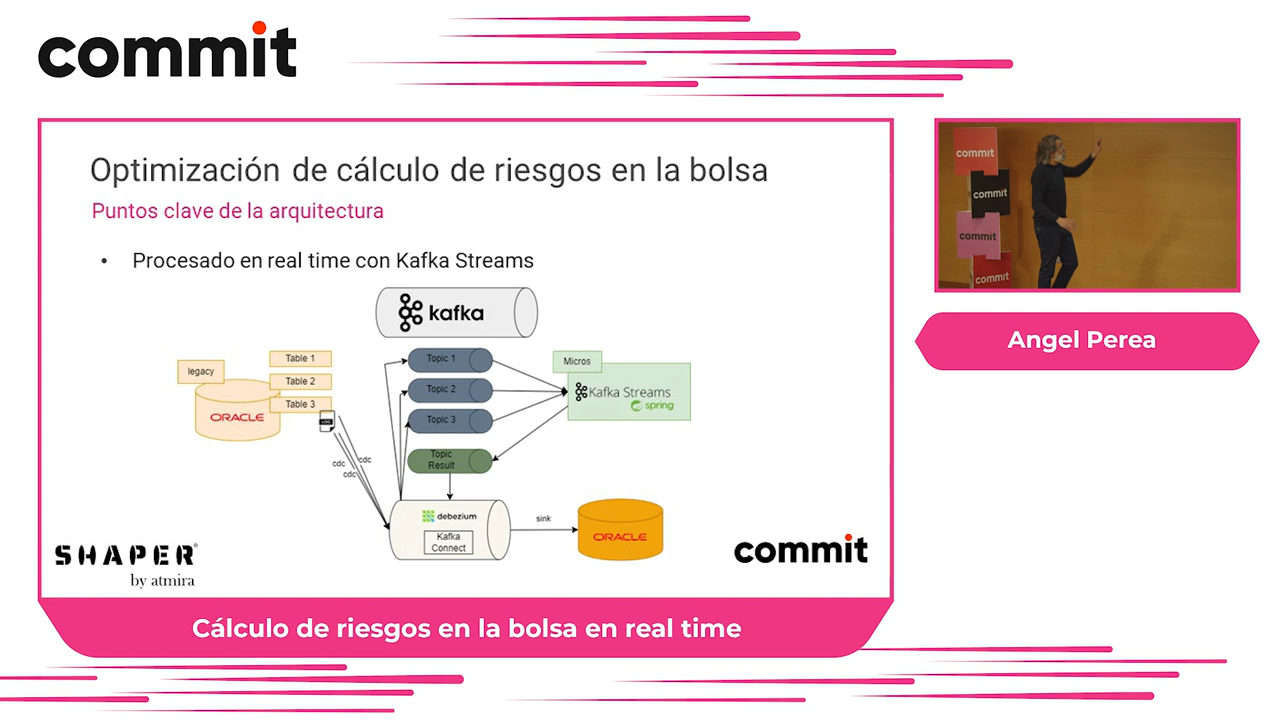 commit
Optimización de cálculo de riesgos en la bolsa
Puntos clave de la arquitectura
• Procesado en real time con Kafka Streams
kafka
legacy
ORACLE
Table 1
Table 2
Table 3
LOG
cdc
cdc
cdc
Topic 1
Topic 2
Topic 3
Topic
Result
Micros
Kafka Streams
spring
debezium
Kafka
Connect
sink
ORACLE
SHAPER
by atmira
commit
Cálculo de riesgos en la bolsa en real time
commit
commit
commit
commit
Angel Perea